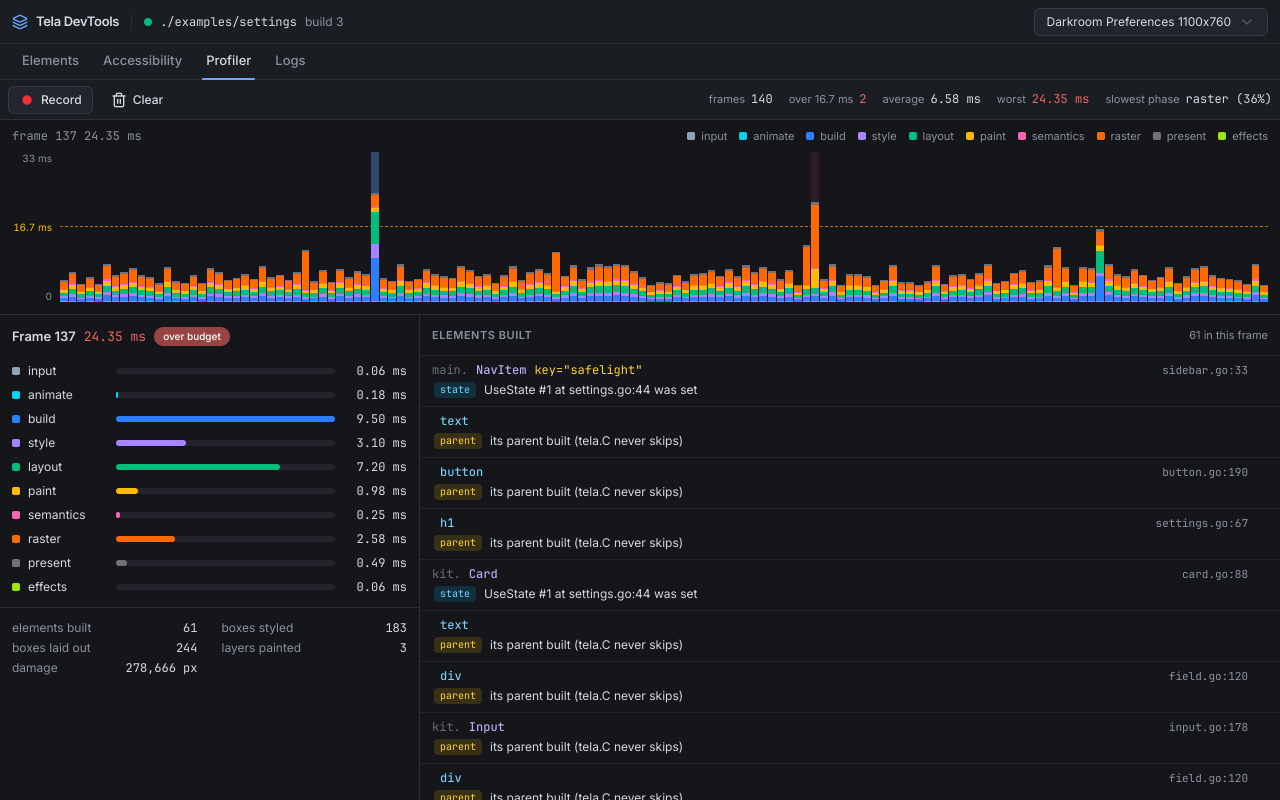 Tela DevTools ./examples/settings build 3 Darkroom Preferences 1100x760
Elements Accessibility Profiler Logs
Record Clear frames 140 over 16.7 ms 2 average 6.58 ms worst 24.35 ms slowest phase raster (36%)
frame 137 24.35 ms input animate build style layout paint semantics raster present effects
33 ms
16.7 ms
0
Frame 137 24.35 ms over budget
input 0.06 ms
animate 0.18 ms
build 9.50 ms
style 3.10 ms
layout 7.20 ms
paint 0.98 ms
semantics 0.25 ms
raster 2.58 ms
present 0.49 ms
effects 0.06 ms
elements built 61 boxes styled 183
boxes laid out 244 layers painted 3
damage 278,666 px
ELEMENTS BUILT 61 in this frame
main. NavItem key="safelight" sidebar.go:33
state UseState #1 at settings.go:44 was set
text
parent its parent built (tela.C never skips)
button button.go:190
parent its parent built (tela.C never skips)
h1 settings.go:67
parent its parent built (tela.C never skips)
kit. Card card.go:88
state UseState #1 at settings.go:44 was set
text
parent its parent built (tela.C never skips)
div field.go:120
parent its parent built (tela.C never skips)
kit. Input input.go:178
parent its parent built (tela.C never skips)
div field.go:120
parent its parent built (tela.C never skips)